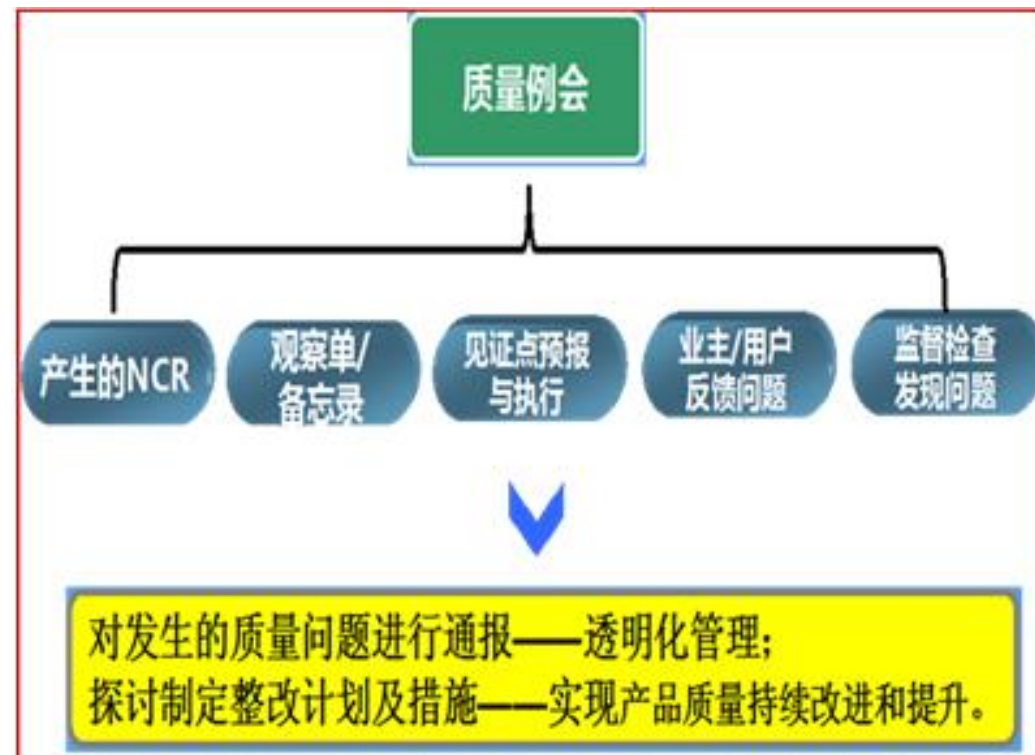 质量例会
产生的NCR
观察单/
备忘录
见证点预报
与执行
业主/用户
反馈问题
监督检查
发现问题
对发生的质量问题进行通报——透明化管理；
探讨制定整改计划及措施——实现产品质量持续改进和提升。